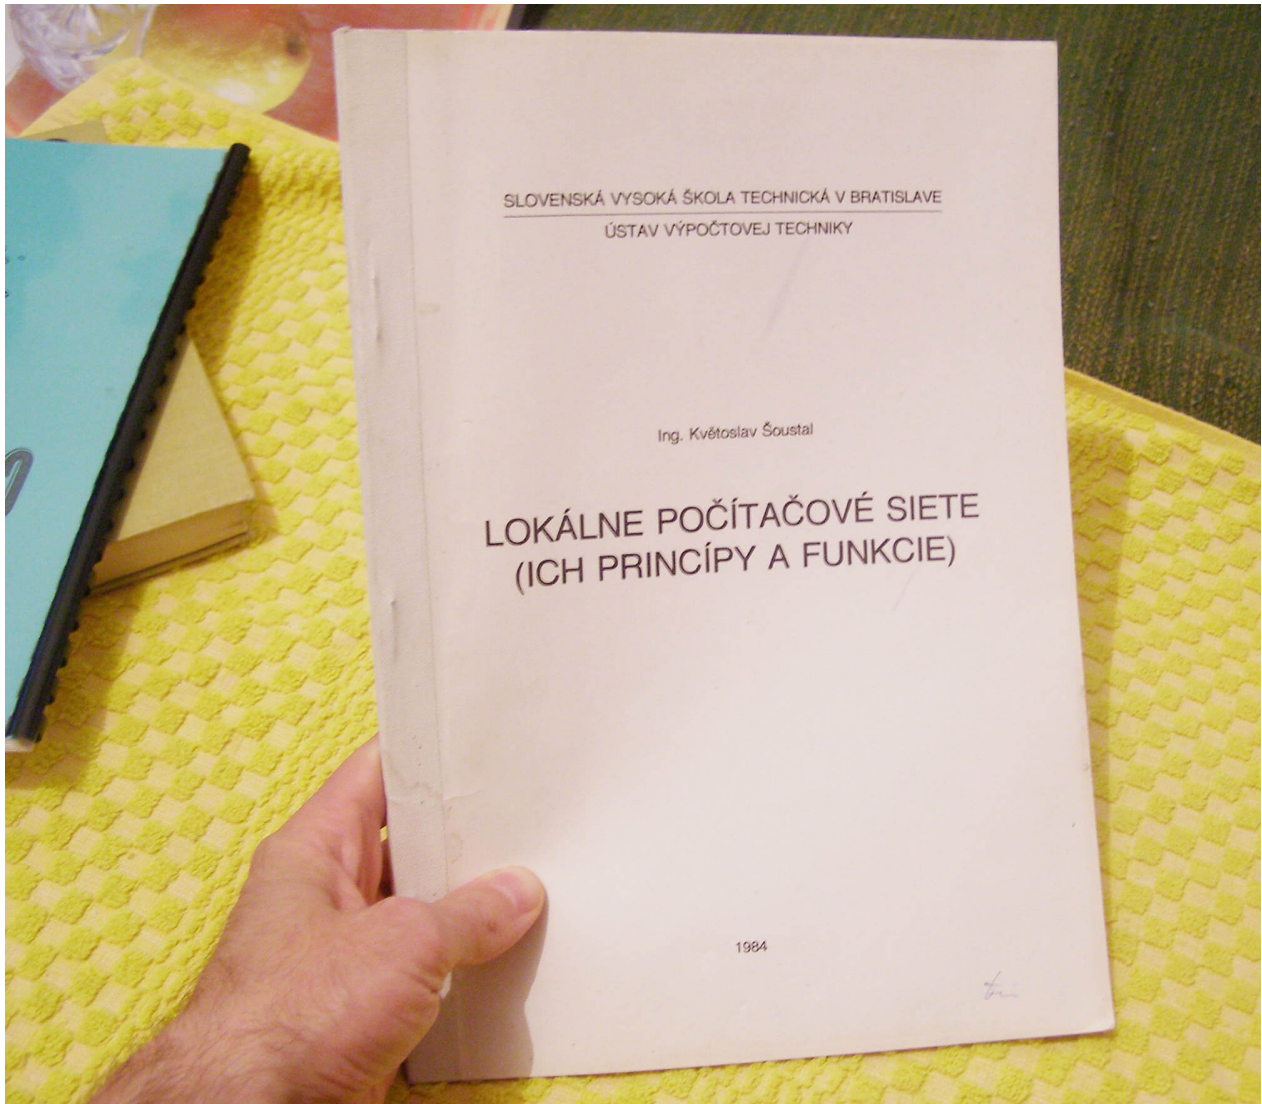 SLOVENSKÁ VYSOKÁ ŠKOLA TECHNICKÁ V BRATISLAVE
ÚSTAV VÝPOČTOVEJ TECHNIKY
Ing. Květoslav Šoustal
LOKÁLNE POČÍTAČOVÉ SIETE
(ICH PRINCÍPY A FUNKCIE)
1984